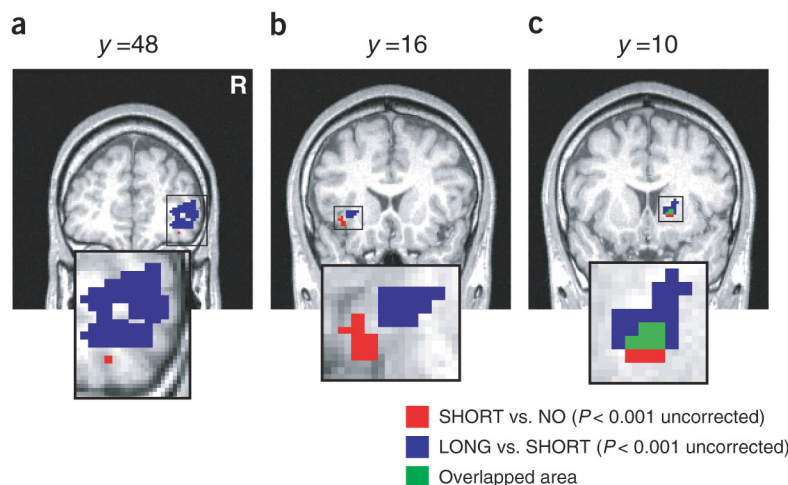 a
b
c
y =48
y =16
y =10
R
SHORT vs. NO (P < 0.001 uncorrected)
LONG vs. SHORT (P < 0.001 uncorrected)
Overlapped area